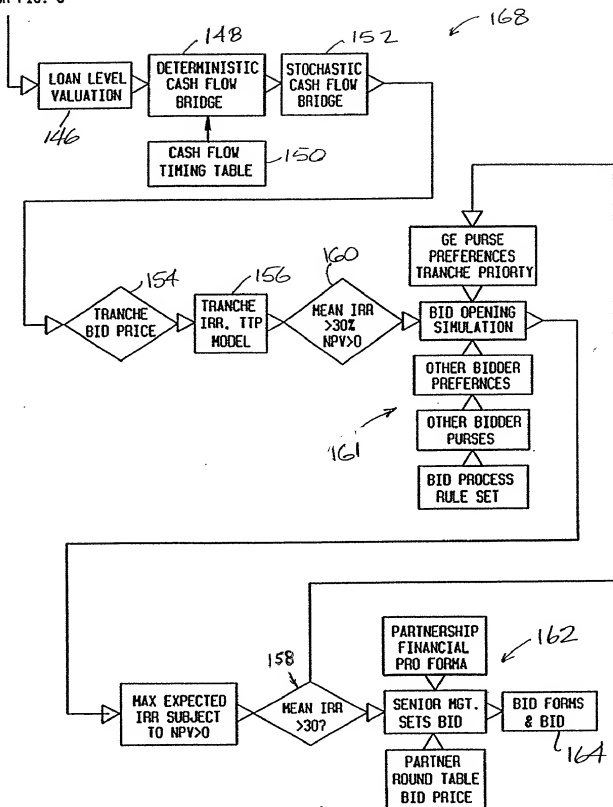 148
152
168
LOAN LEVEL
VALUATION
DETERMINISTIC
CASH FLOW
BRIDGE
STOCHASTIC
CASH FLOW
BRIDGE
146
CASH FLOW
TIMING TABLE
150
GE PURSE
PREFERENCES
TRANCHE PRIORTY
154
156
160
TRANCHE
BID PRICE
TRANCHE
IRR, TTP
MODEL
MEAN IRR
>30%
NPV>0
BID OPENING
SIMULATION
OTHER BIDDER
PREFERNCES
161
OTHER BIDDER
PURSES
BID PROCESS
RULE SET
PARTNERSHIP
FINANCIAL
PRO FORMA
162
158
MAX EXPECTED
IRR SUBJECT
TO NPV>0
MEAN IRR
>30?
SENIOR MGT.
SETS BID
BID FORMS
& BID
164
PARTNER
ROUND TABLE
BID PRICE